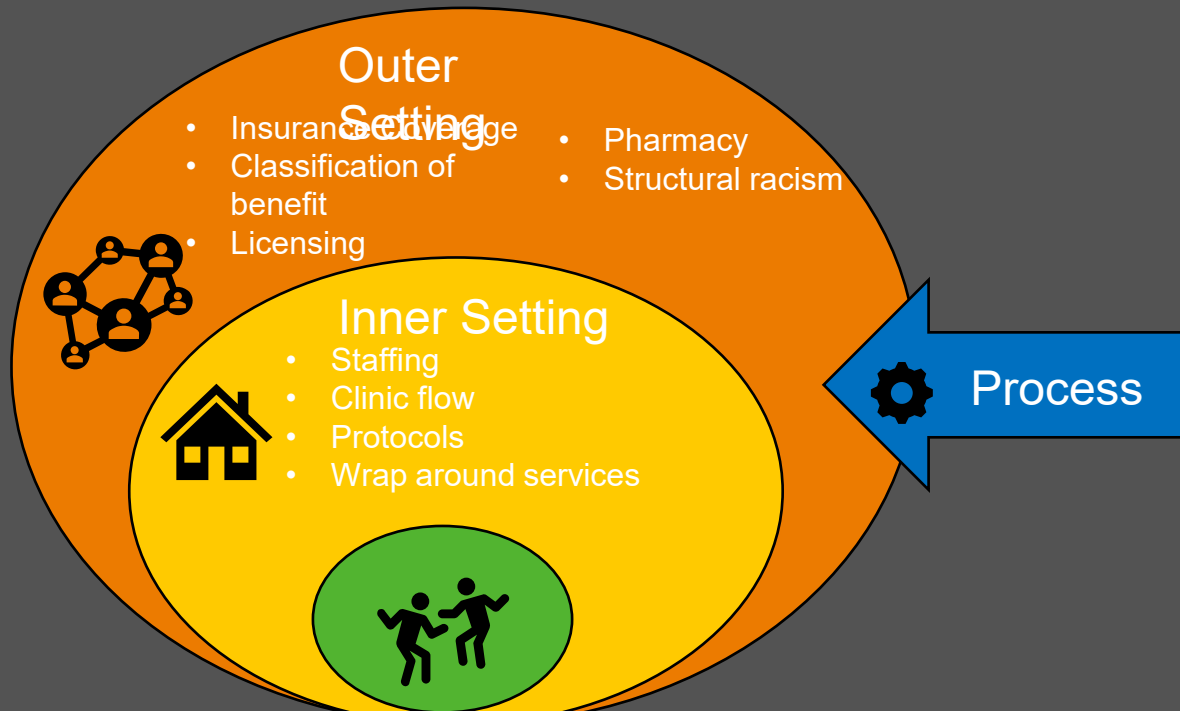 Outer
Setting
• Insurance Coverage
• Classification of
benefit
• Licensing
• Pharmacy
• Structural racism
Inner Setting
• Staffing
• Clinic flow
• Protocols
• Wrap around services
Process